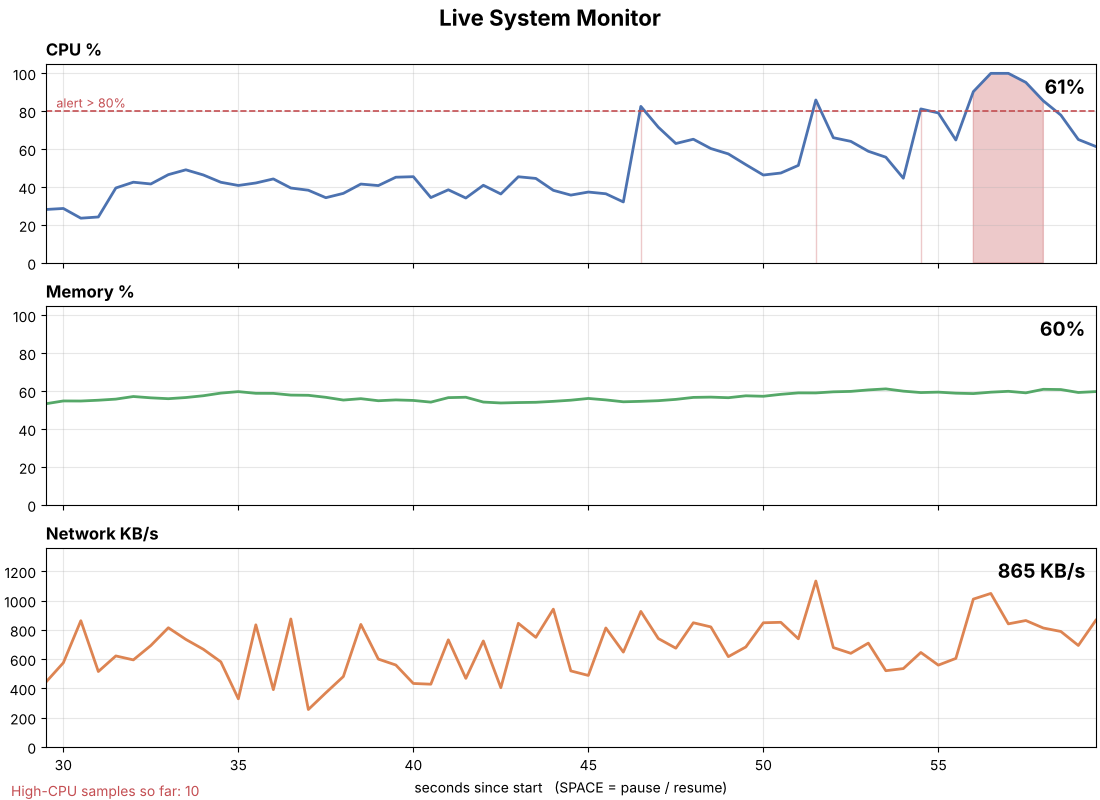 Live System Monitor
CPU %
100
alert > 80%
61%
80
60
40
20
0
Memory %
100
60%
80
60
40
20
0
Network KB/s
1200
865 KB/s
1000
800
600
400
200
0
30 35 40 45 50 55
seconds since start (SPACE = pause / resume)
High-CPU samples so far: 10